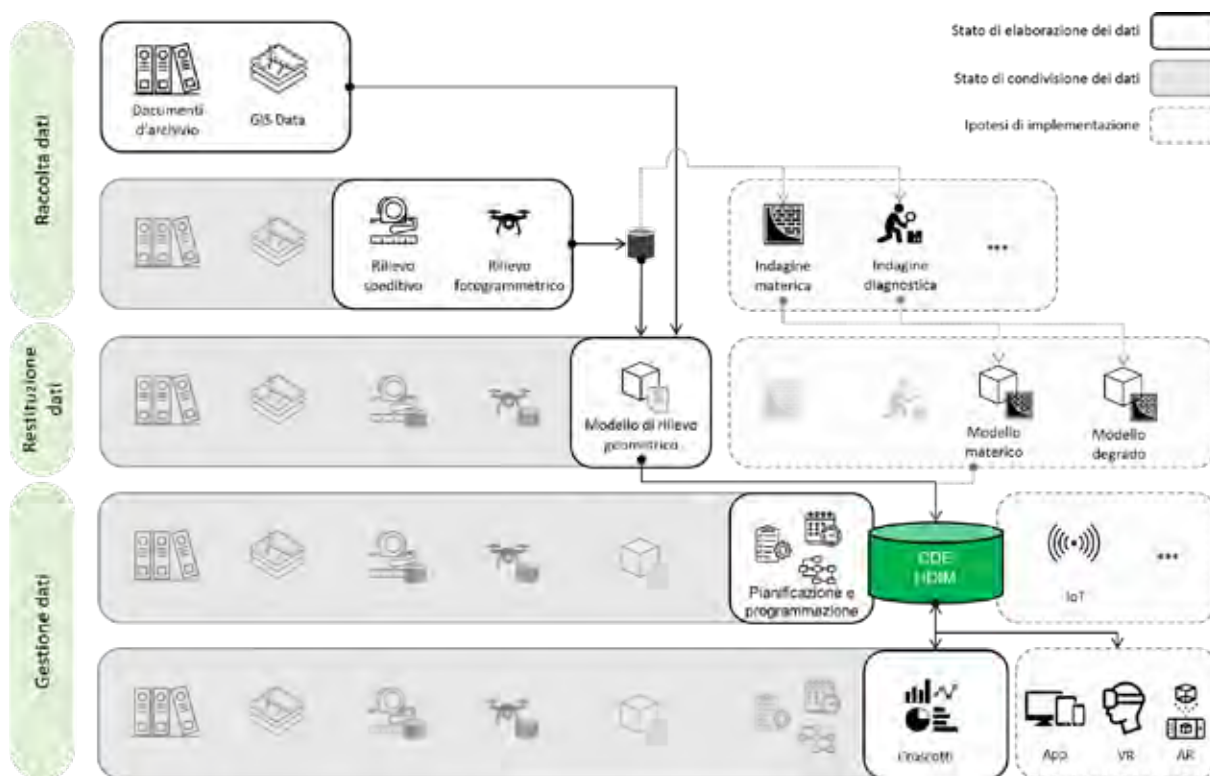 Stato di elaborazione dei dati
Stato di condivisione dei dati
Ipotesi di implementazione
Raccolta dati
Documenti
d'archivio
GIS Data
Rilievo
speditivo
Rilievo
fotogrammetrico
Indagine
materica
Indagine
diagnostica
...
Restituzione
dati
Modello di rilievo
geometrico
Modello
materico
Modello
degrado
Gestione dati
Pianificazione e
programmazione
CDE
HDIM
IoT
...
Cruscotti
App
VR
AR